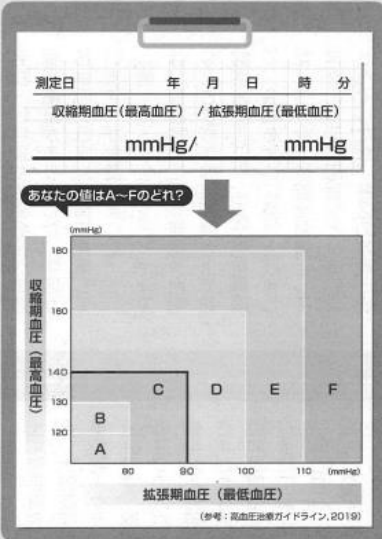 測定日 年 月 日 時 分
収縮期血圧(最高血圧) / 拡張期血圧(最低血圧)
mmHg/ mmHg
あなたの値はA〜Fのどれ?
(mmHg)
収縮期血圧(最高血圧)
180
160
140
130
120
A
B
C
D
E
F
80 90 100 110 (mmHg)
拡張期血圧(最低血圧)
(参考:高血圧治療ガイドライン,2019)